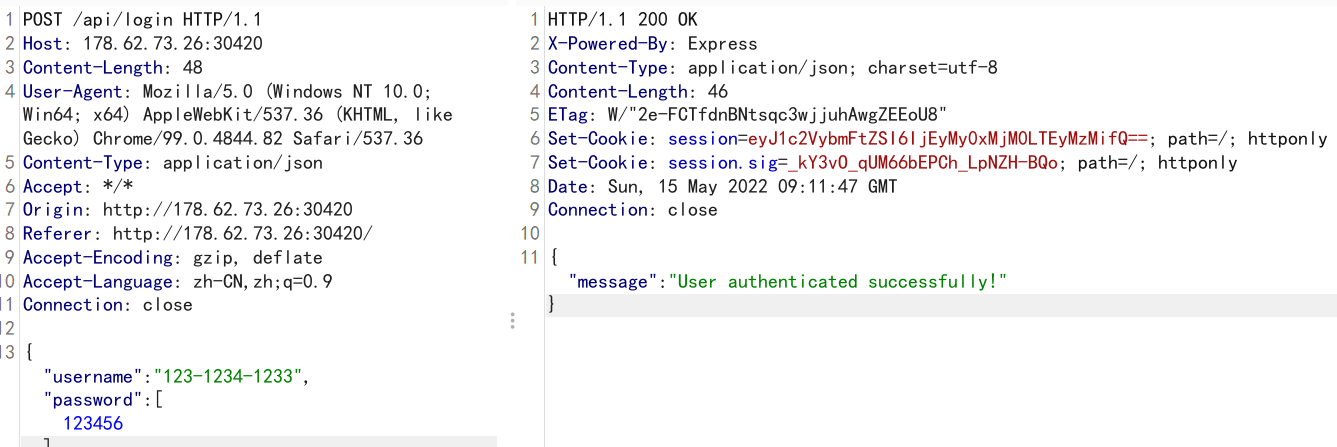 1 POST /api/login HTTP/1.1
2 Host: 178.62.73.26:30420
3 Content-Length: 48
4 User-Agent: Mozilla/5.0 (Windows NT 10.0;
Win64; x64) AppleWebKit/537.36 (KHTML, like
Gecko) Chrome/99.0.4844.82 Safari/537.36
5 Content-Type: application/json
6 Accept: */*
7 Origin: http://178.62.73.26:30420
8 Referer: http://178.62.73.26:30420/
9 Accept-Encoding: gzip, deflate
10 Accept-Language: zh-CN,zh;q=0.9
11 Connection: close
12
13 {
"username":"123-1234-1233",
"password":[
123456
]
1 HTTP/1.1 200 OK
2 X-Powered-By: Express
3 Content-Type: application/json; charset=utf-8
4 Content-Length: 46
5 ETag: W/"2e-FCTfdnBNtsqc3wjjuhAwgZEEoU8"
6 Set-Cookie: session=eyJ1c2VybmFtZSI6IjEyMy0xMjM0LTEyMzMifQ==; path=/; httponly
7 Set-Cookie: session.sig=_kY3vO_qUM66bEPCh_LpNZH-BQo; path=/; httponly
8 Date: Sun, 15 May 2022 09:11:47 GMT
9 Connection: close
10
11 {
"message":"User authenticated successfully!"
}